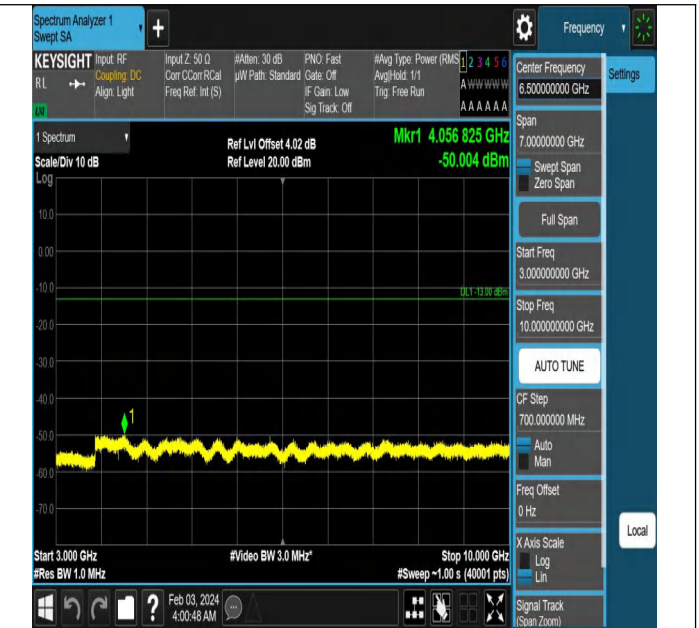 Spectrum Analyzer 1
Swept SA
+
Frequency
KEYSIGHT
RL
Input: RF
Coupling: DC
Align: Light
Input Z: 50 Ω
Corr CCorr RCal
Freq Ref: Int (S)
#Atten: 30 dB
µW Path: Standard
PNO: Fast
Gate: Off
IF Gain: Low
Sig Track: Off
#Avg Type: Power (RMS
Avg|Hold: 1/1
Trig: Free Run
1 2 3 4 5 6
A W W W W W
A A A A A A
1 Spectrum
Scale/Div 10 dB
Log
Ref Lvl Offset 4.02 dB
Ref Level 20.00 dBm
Mkr1 4.056 825 GHz
-50.004 dBm
10.0
0.00
-10.0
DL1 -13.00 dBm
-20.0
-30.0
-40.0
1
-50.0
-60.0
-70.0
Start 3.000 GHz
#Res BW 1.0 MHz
#Video BW 3.0 MHz*
Stop 10.000 GHz
#Sweep ~1.00 s (40001 pts)
Feb 03, 2024
4:00:48 AM
Center Frequency
6.500000000 GHz
Settings
Span
7.00000000 GHz
Swept Span
Zero Span
Full Span
Start Freq
3.000000000 GHz
Stop Freq
10.000000000 GHz
AUTO TUNE
CF Step
700.000000 MHz
Auto
Man
Freq Offset
0 Hz
X Axis Scale
Log
Lin
Local
Signal Track
(Span Zoom)